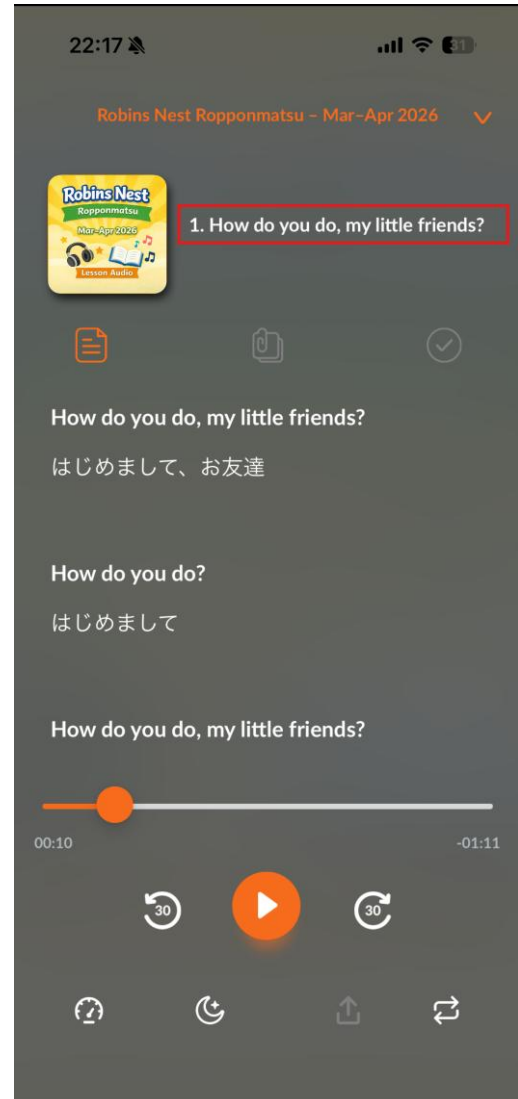 22:17
31
Robins Nest Ropponmatsu – Mar–Apr 2026
Robins Nest
Ropponmatsu
Mar–Apr 2026
Lesson Audio
1. How do you do, my little friends?
How do you do, my little friends?
はじめまして、お友達
How do you do?
はじめまして
How do you do, my little friends?
00:10
-01:11
30
30